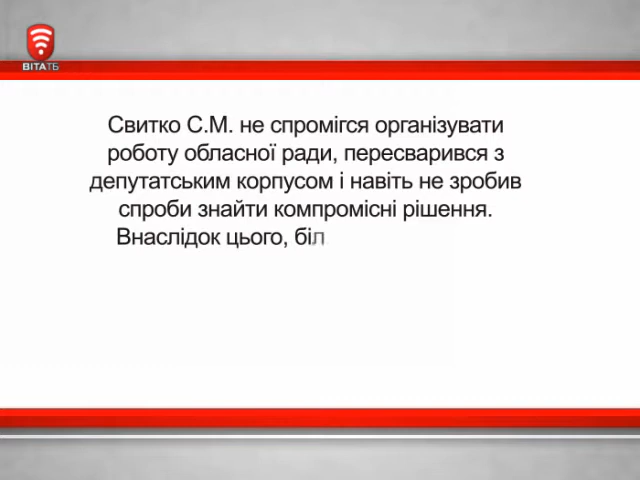 ВІТАТБ
Свитко С.М. не спромігся організувати
роботу обласної ради, пересварився з
депутатським корпусом і навіть не зробив
спроби знайти компромісні рішення.
Внаслідок цього, біл